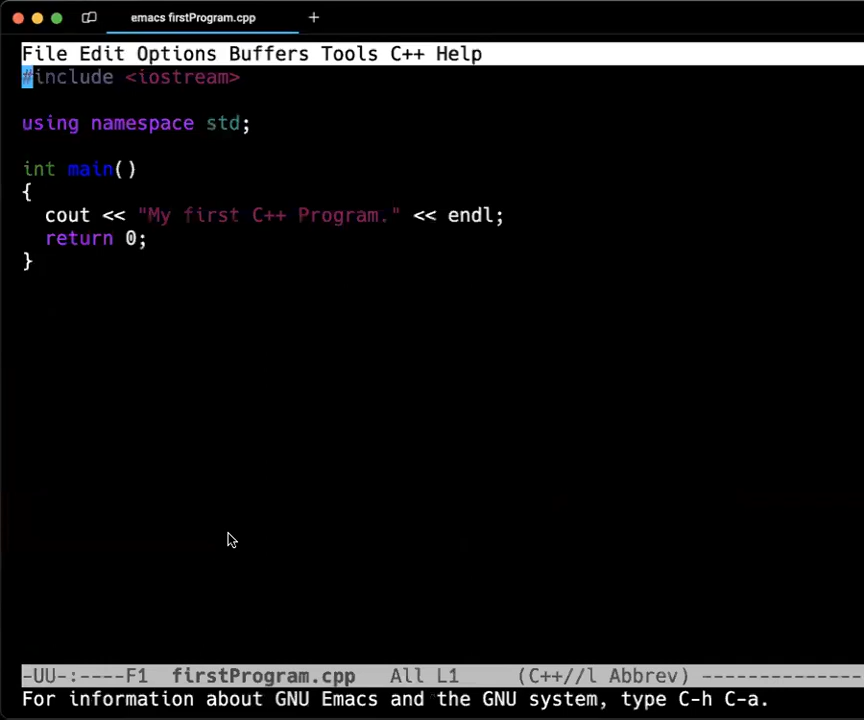 emacs firstProgram.cpp +
File Edit Options Buffers Tools C++ Help
#include <iostream>
using namespace std;
int main()
{
cout << "My first C++ Program." << endl;
return 0;
}
-UU-:----F1 firstProgram.cpp All L1 (C++//l Abbrev) --------------
For information about GNU Emacs and the GNU system, type C-h C-a.